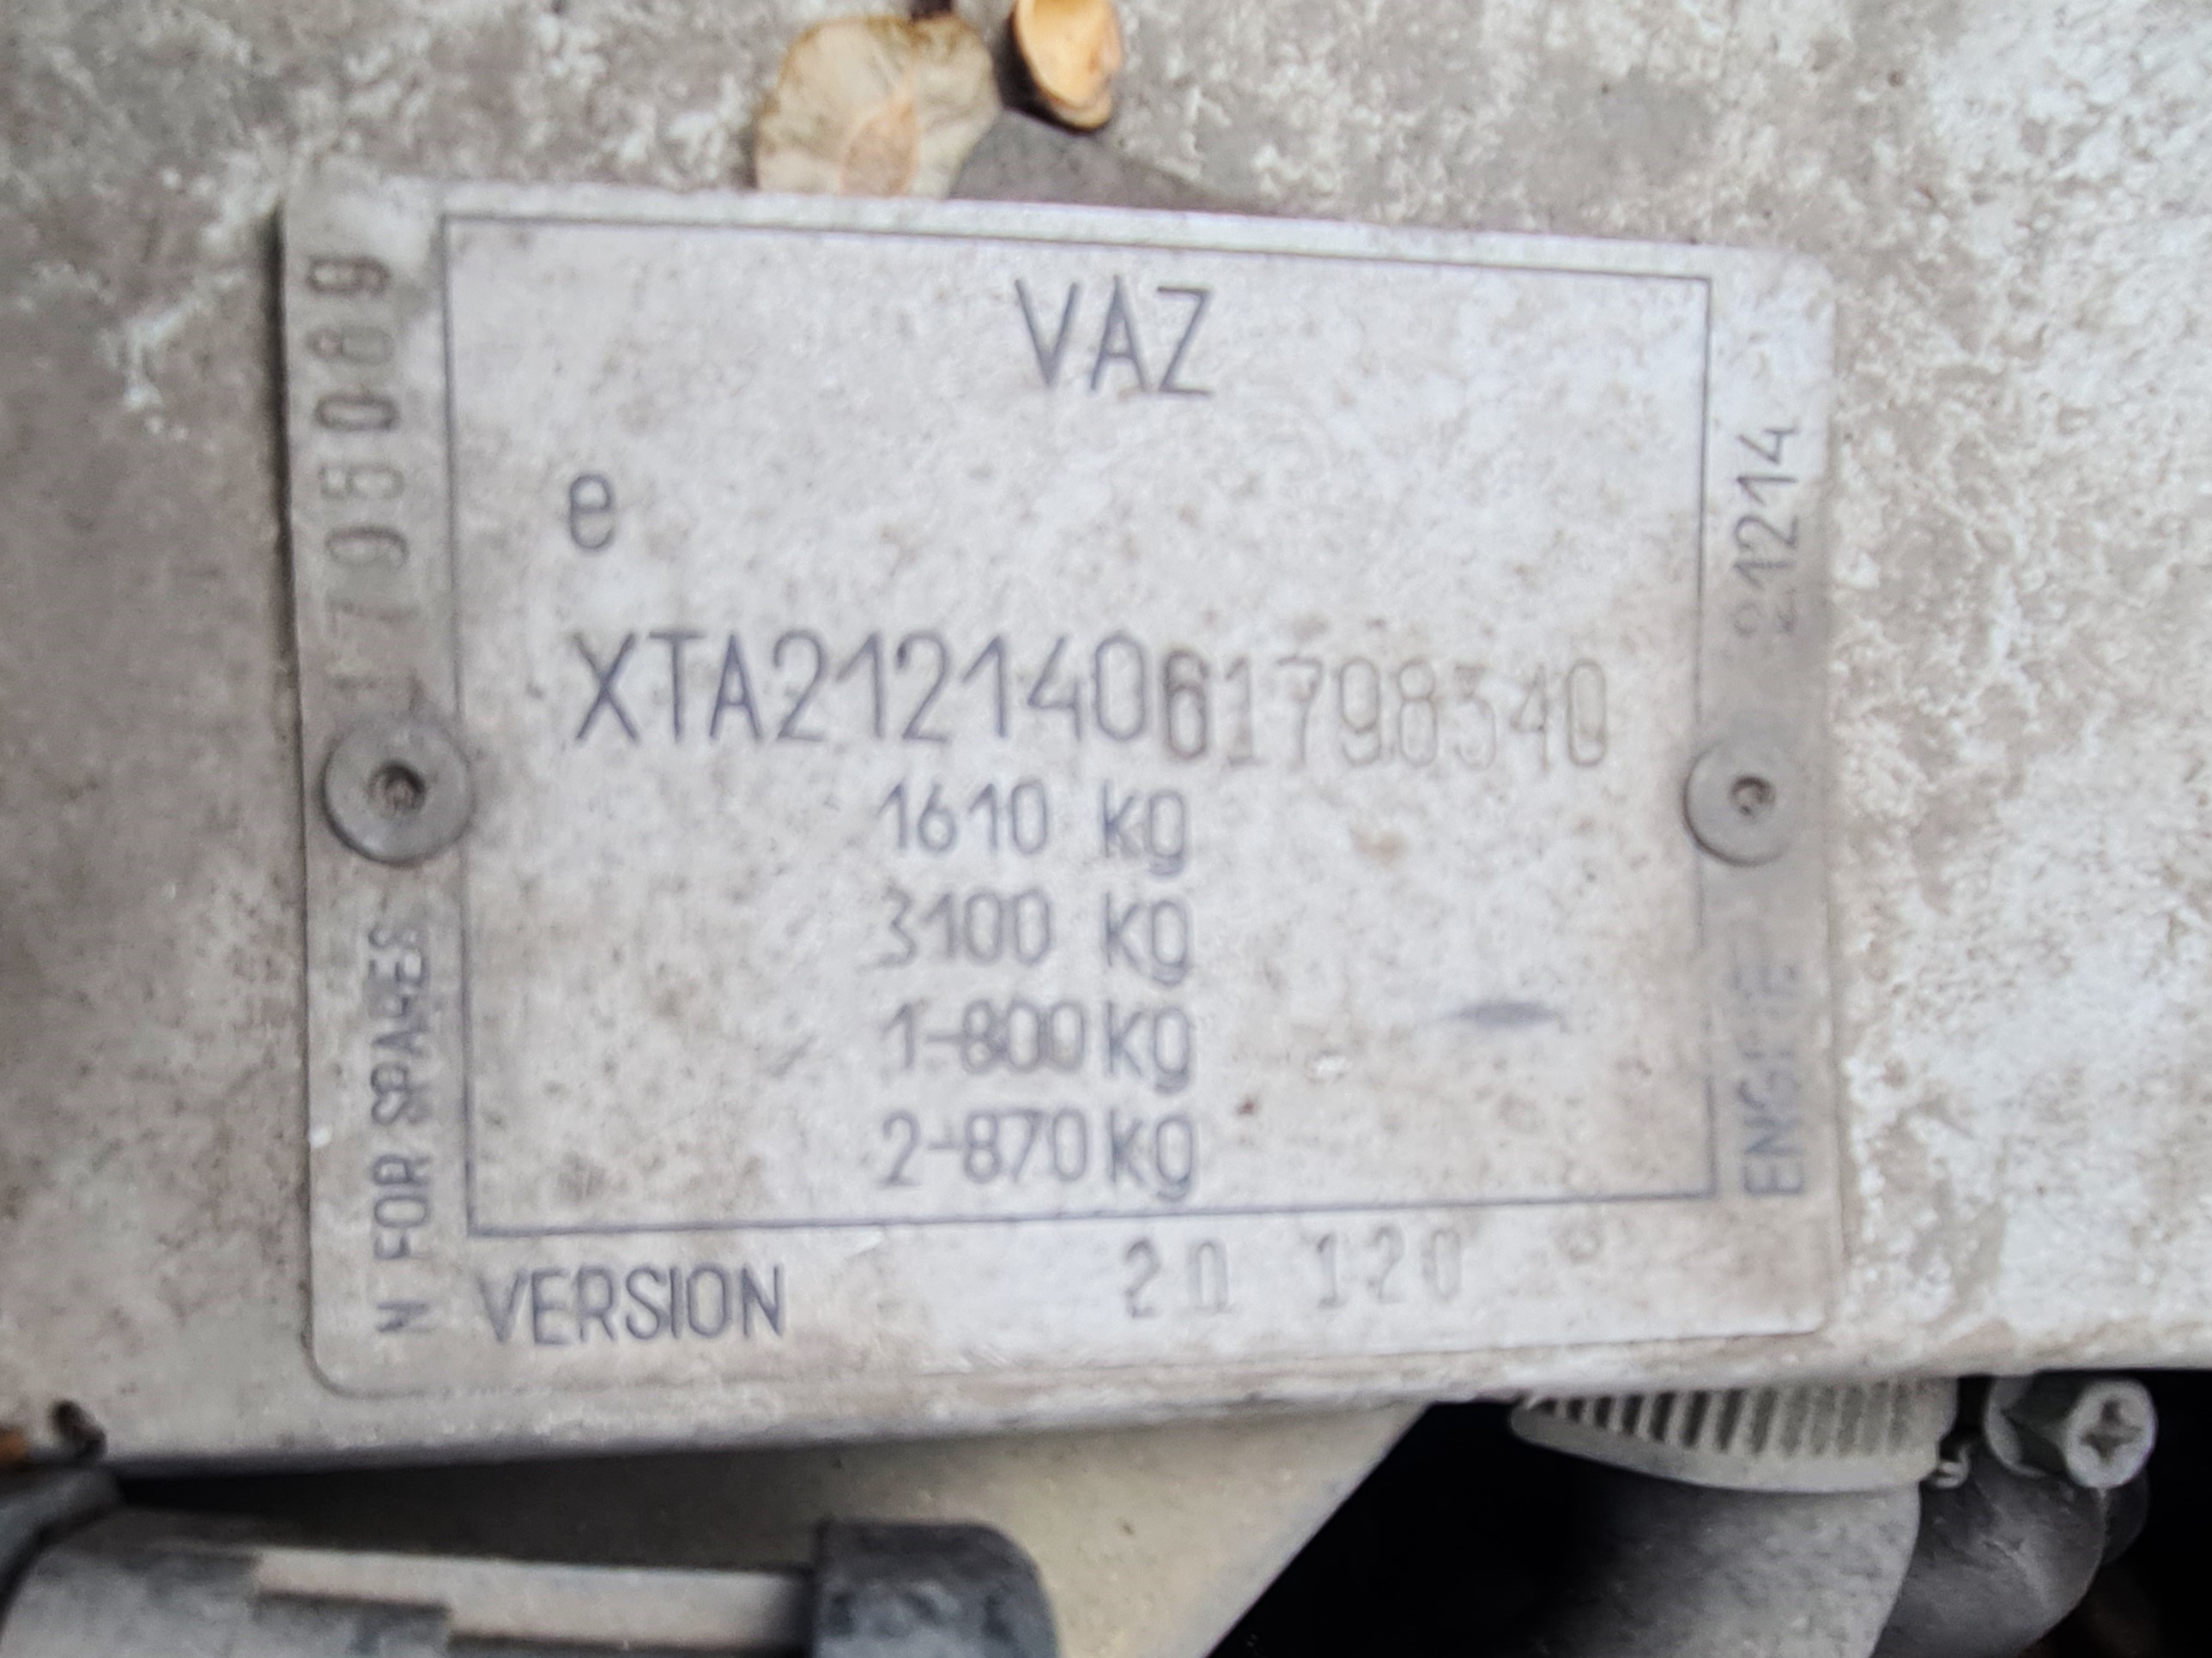 VAZ
e
XTA21214061798340
1610 kg
3100 kg
1-800 kg
2-870 kg
VERSION 20 120
N FOR SPARES 1795089
ENGINE 21214